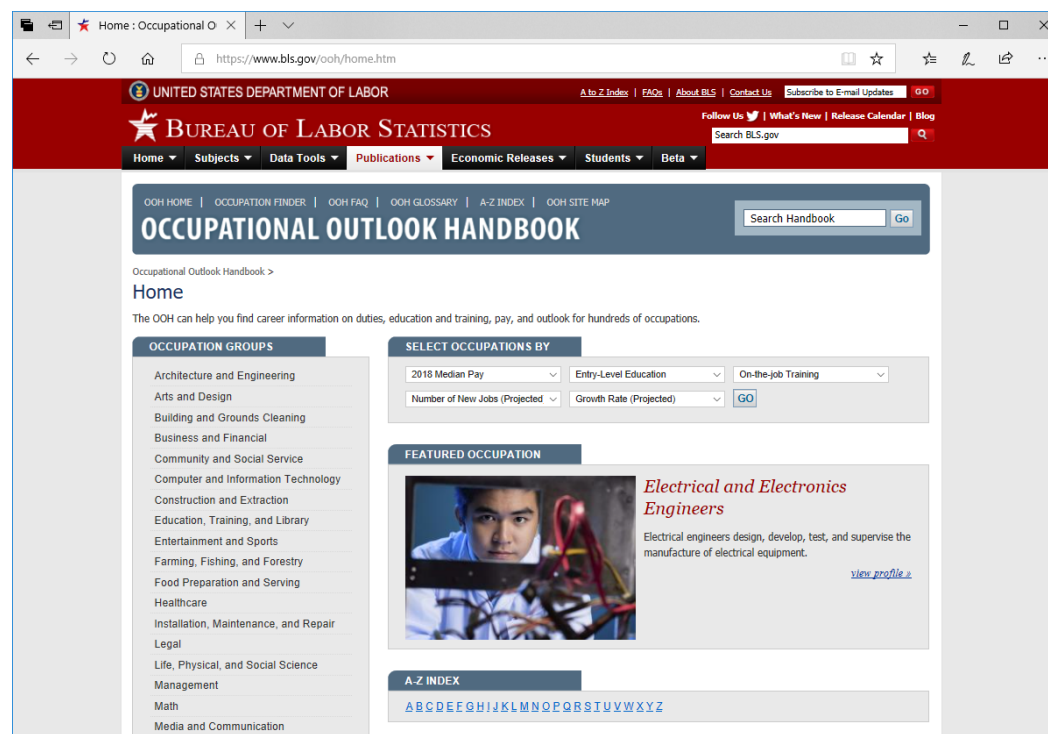 Home : Occupational O
https://www.bls.gov/ooh/home.htm
UNITED STATES DEPARTMENT OF LABOR
A to Z Index | FAQs | About BLS | Contact Us Subscribe to E-mail Updates GO
BUREAU OF LABOR STATISTICS
Follow Us | What's New | Release Calendar | Blog
Search BLS.gov
Home Subjects Data Tools Publications Economic Releases Students Beta
OOH HOME | OCCUPATION FINDER | OOH FAQ | OOH GLOSSARY | A-Z INDEX | OOH SITE MAP
OCCUPATIONAL OUTLOOK HANDBOOK
Search Handbook Go
Occupational Outlook Handbook >
Home
The OOH can help you find career information on duties, education and training, pay, and outlook for hundreds of occupations.
OCCUPATION GROUPS
Architecture and Engineering
Arts and Design
Building and Grounds Cleaning
Business and Financial
Community and Social Service
Computer and Information Technology
Construction and Extraction
Education, Training, and Library
Entertainment and Sports
Farming, Fishing, and Forestry
Food Preparation and Serving
Healthcare
Installation, Maintenance, and Repair
Legal
Life, Physical, and Social Science
Management
Math
Media and Communication
SELECT OCCUPATIONS BY
2018 Median Pay Entry-Level Education On-the-job Training
Number of New Jobs (Projected Growth Rate (Projected) GO
FEATURED OCCUPATION
Electrical and Electronics
Engineers
Electrical engineers design, develop, test, and supervise the
manufacture of electrical equipment.
view profile »
A-Z INDEX
A B C D E F G H I J K L M N O P Q R S T U V W X Y Z